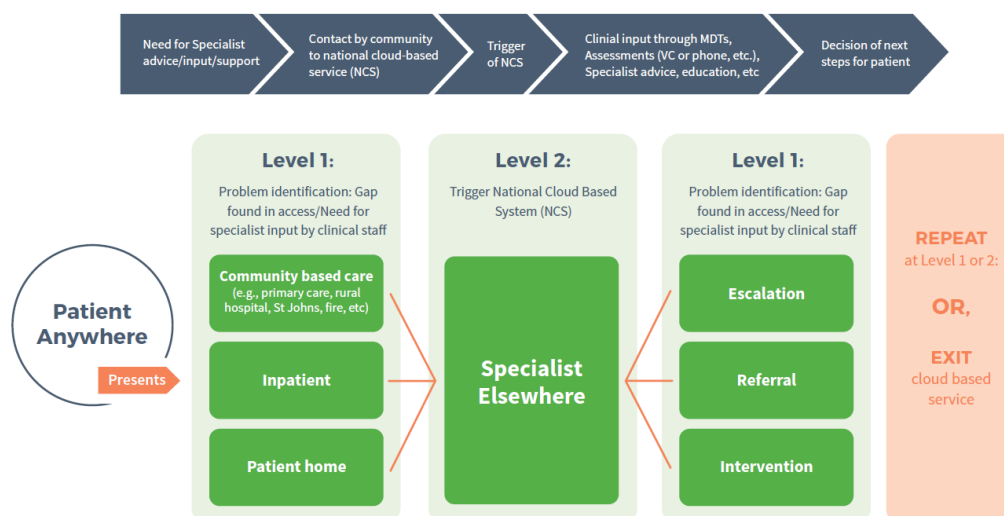 Need for Specialist
advice/input/support
Contact by community
to national cloud-based
service (NCS)
Trigger
of NCS
Clinial input through MDTs,
Assessments (VC or phone, etc.),
Specialist advice, education, etc
Decision of next
steps for patient
Patient
Anywhere
Presents
Level 1:
Problem identification: Gap
found in access/Need for
specialist input by clinical staff
Community based care
(e.g., primary care, rural
hospital, St Johns, fire, etc)
Inpatient
Patient home
Level 2:
Trigger National Cloud Based
System (NCS)
Specialist
Elsewhere
Level 1:
Problem identification: Gap
found in access/Need for
specialist input by clinical staff
Escalation
Referral
Intervention
REPEAT
at Level 1 or 2:
OR,
EXIT
cloud based
service